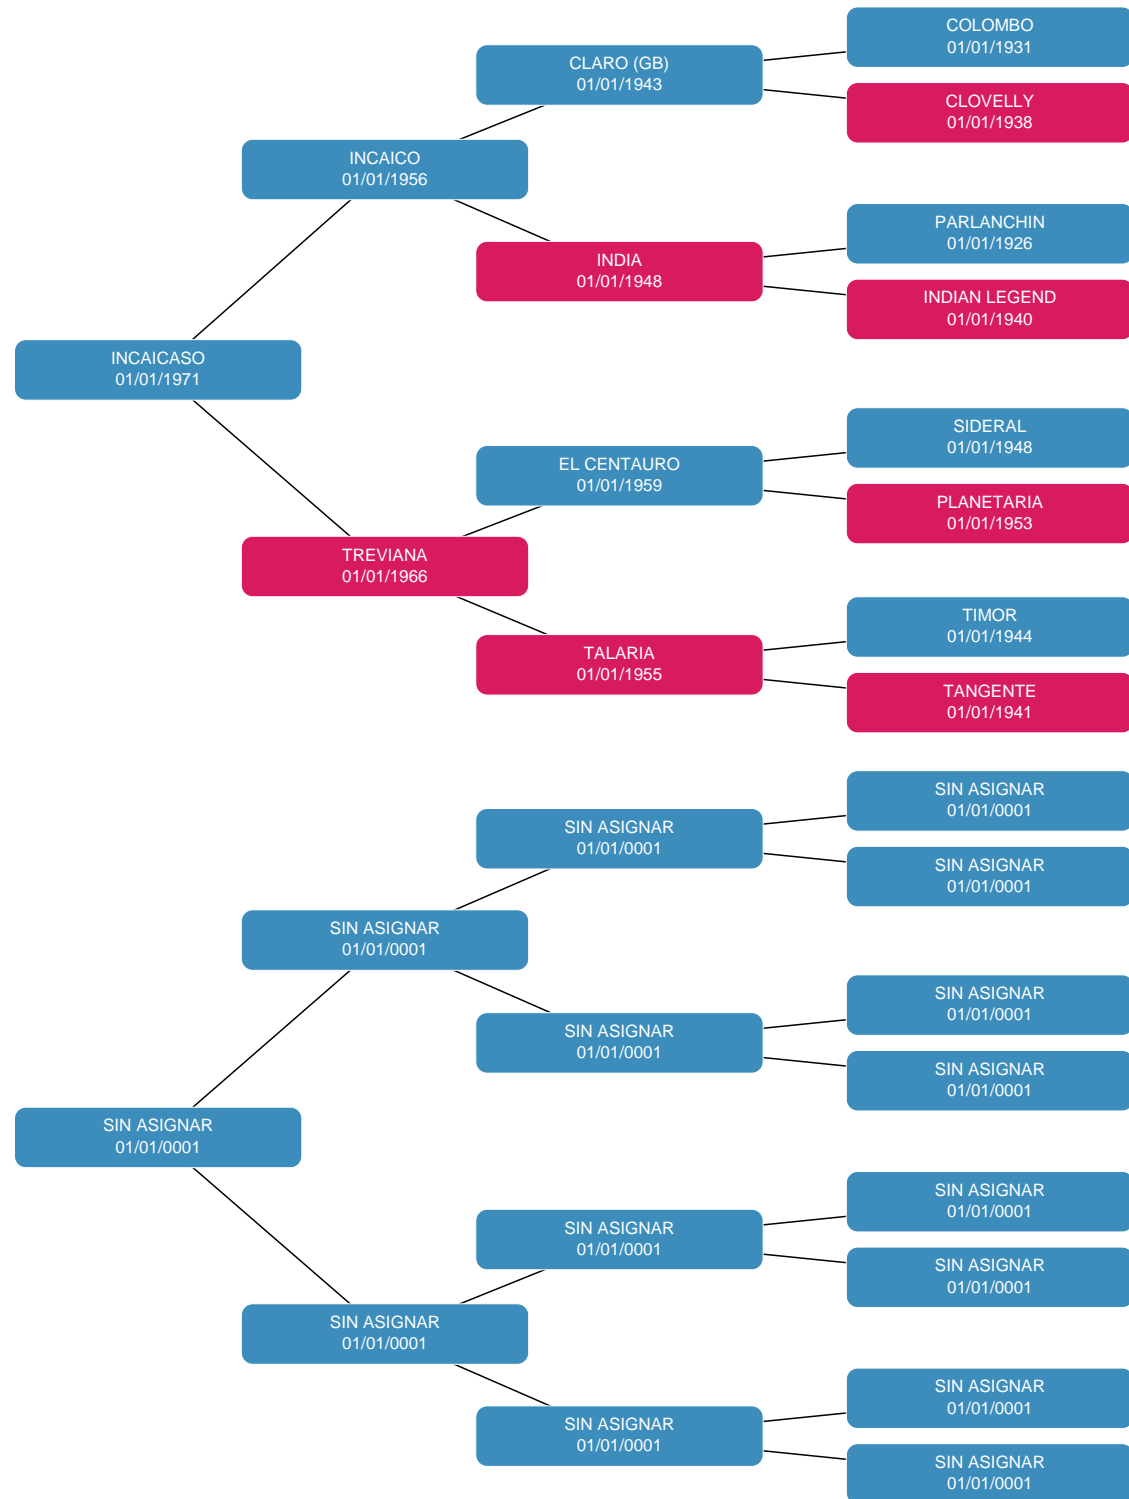 COLOMBO
01/01/1931
CLARO (GB)
01/01/1943
CLOVELLY
01/01/1938
INCAICO
01/01/1956
PARLANCHIN
01/01/1926
INDIA
01/01/1948
INDIAN LEGEND
01/01/1940
INCAICASO
01/01/1971
SIDERAL
01/01/1948
EL CENTAURO
01/01/1959
PLANETARIA
01/01/1953
TREVIANA
01/01/1966
TIMOR
01/01/1944
TALARIA
01/01/1955
TANGENTE
01/01/1941
SIN ASIGNAR
01/01/0001
SIN ASIGNAR
01/01/0001
SIN ASIGNAR
01/01/0001
SIN ASIGNAR
01/01/0001
SIN ASIGNAR
01/01/0001
SIN ASIGNAR
01/01/0001
SIN ASIGNAR
01/01/0001
SIN ASIGNAR
01/01/0001
SIN ASIGNAR
01/01/0001
SIN ASIGNAR
01/01/0001
SIN ASIGNAR
01/01/0001
SIN ASIGNAR
01/01/0001
SIN ASIGNAR
01/01/0001
SIN ASIGNAR
01/01/0001
SIN ASIGNAR
01/01/0001